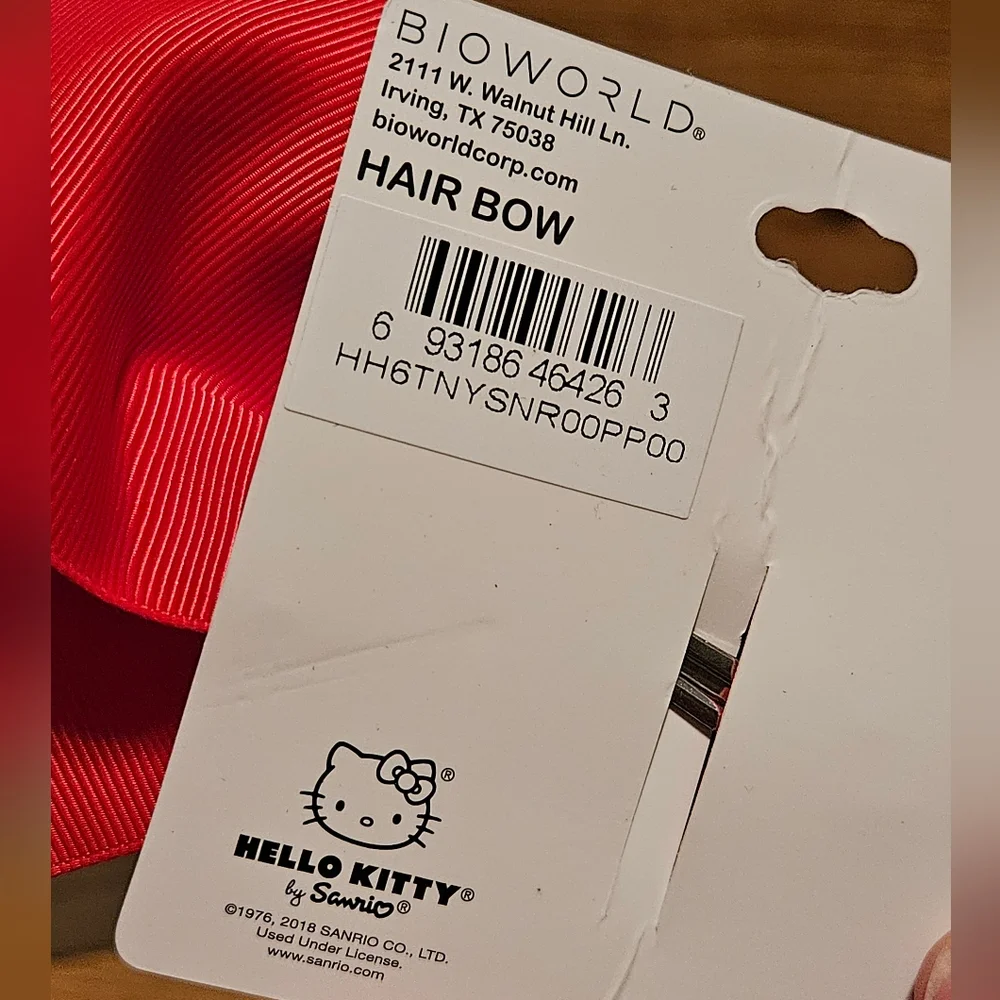 BIOWORLD®
2111 W. Walnut Hill Ln.
Irving, TX 75038
bioworldcorp.com
HAIR BOW
6 93186 46426 3
HH6TNYSNR00PP00
®
HELLO KITTY®
by Sanrio®
©1976, 2018 SANRIO CO., LTD.
Used Under License.
www.sanrio.com